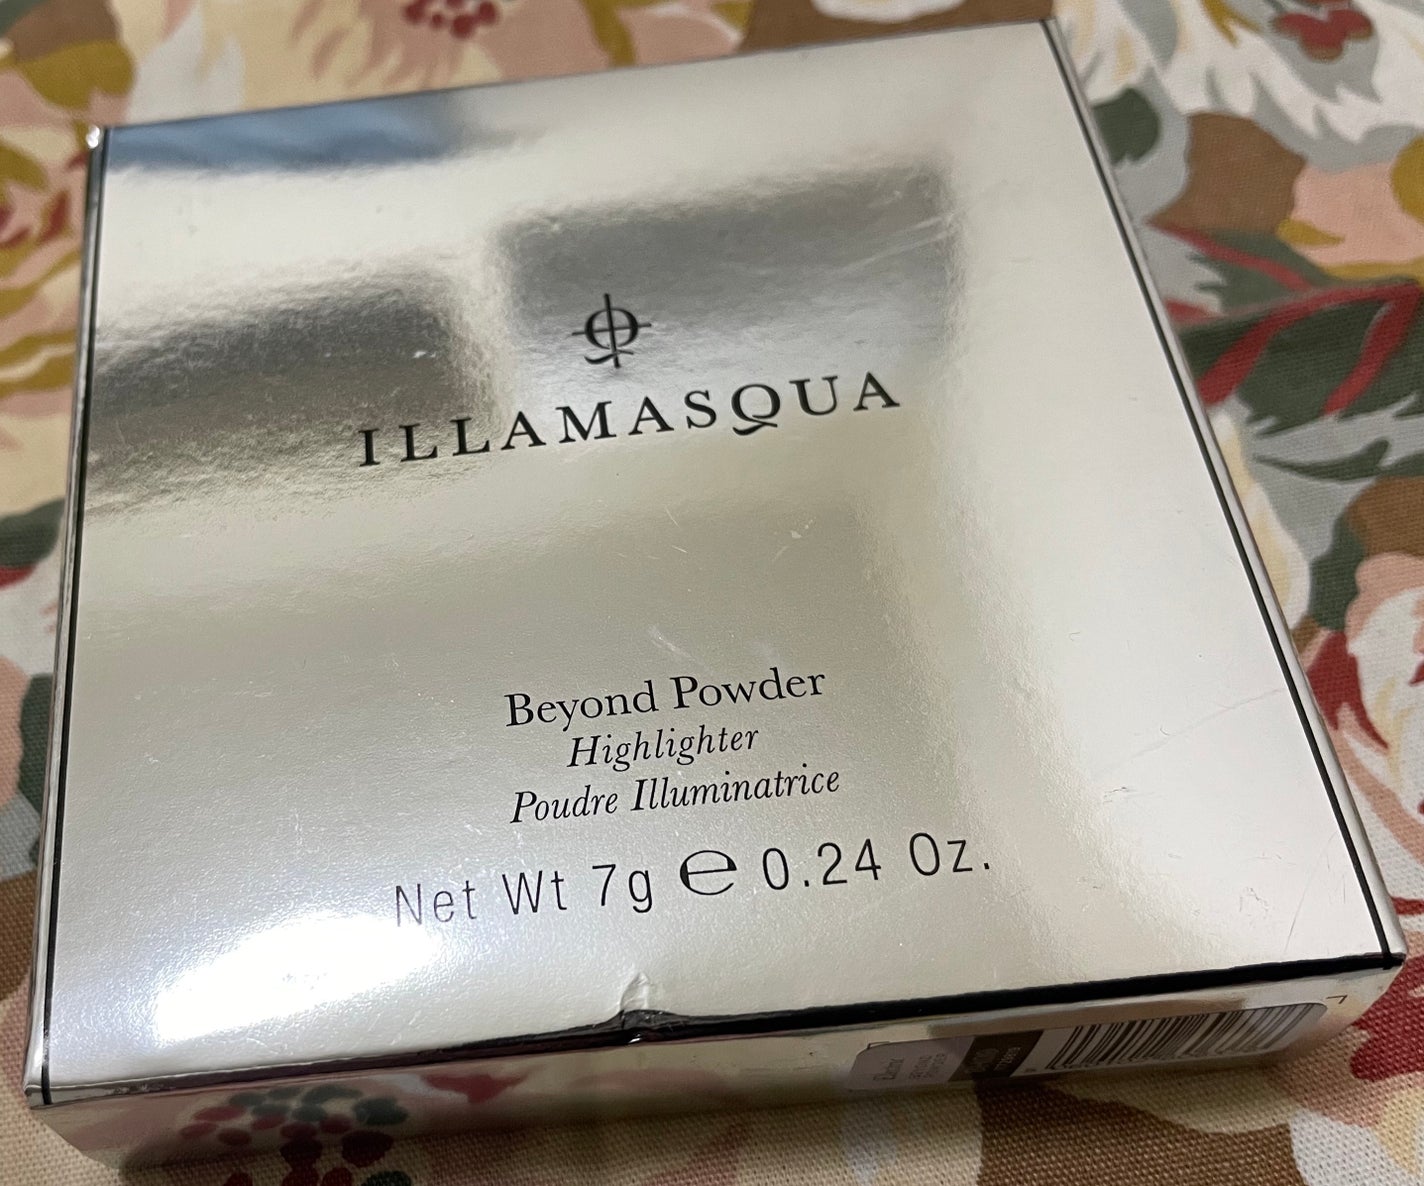 ILLAMASQUA
Beyond Powder
Highlighter
Poudre Illuminatrice
Net Wt 7g ℮ 0.24 Oz.